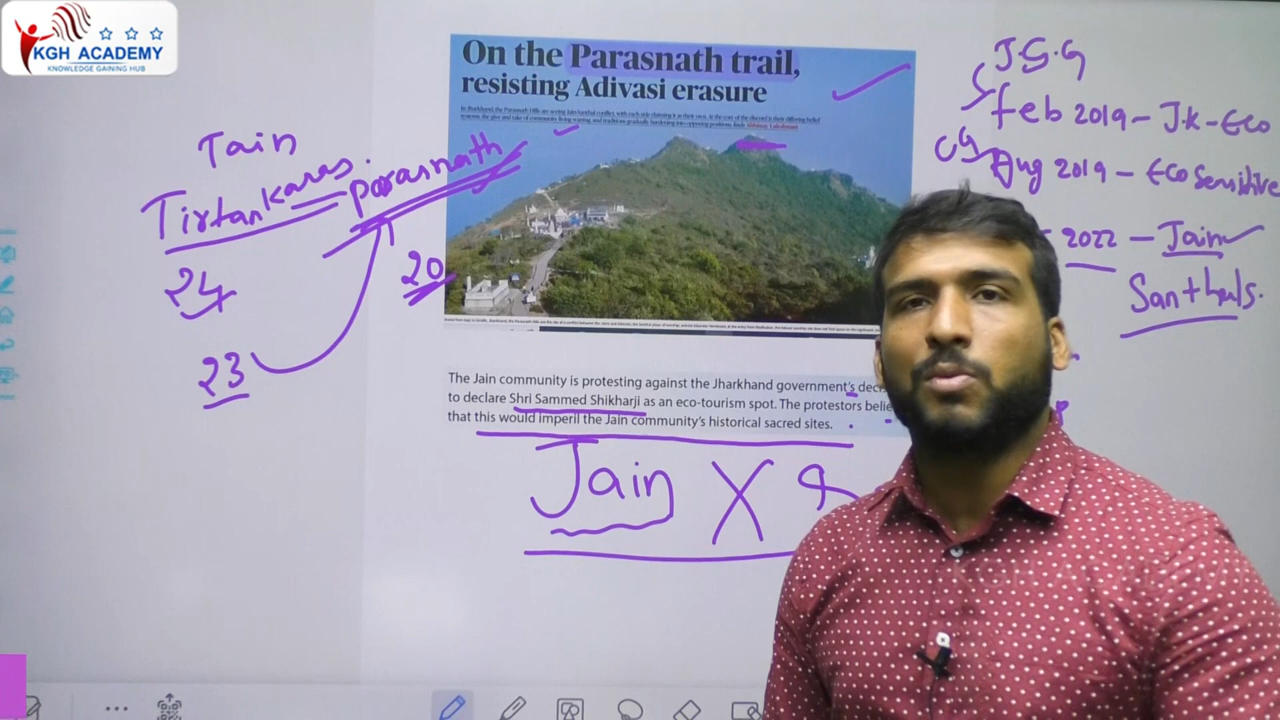 KGH ACADEMY
KNOWLEDGE GAINING HUB
On the Parasnath trail,
resisting Adivasi erasure
Jain
Tirtankaras.
parasnath
24
20
23
J.G.G
feb 2019 - J.K - Eco
CG
Aug 2019 - Eco Sensitive
2022 - Jain
Santhals.
The Jain community is protesting against the Jharkhand government's
to declare Shri Sammed Shikharji as an eco-tourism spot. The protestors
that this would imperil the Jain community's historical sacred sites.
Jain X